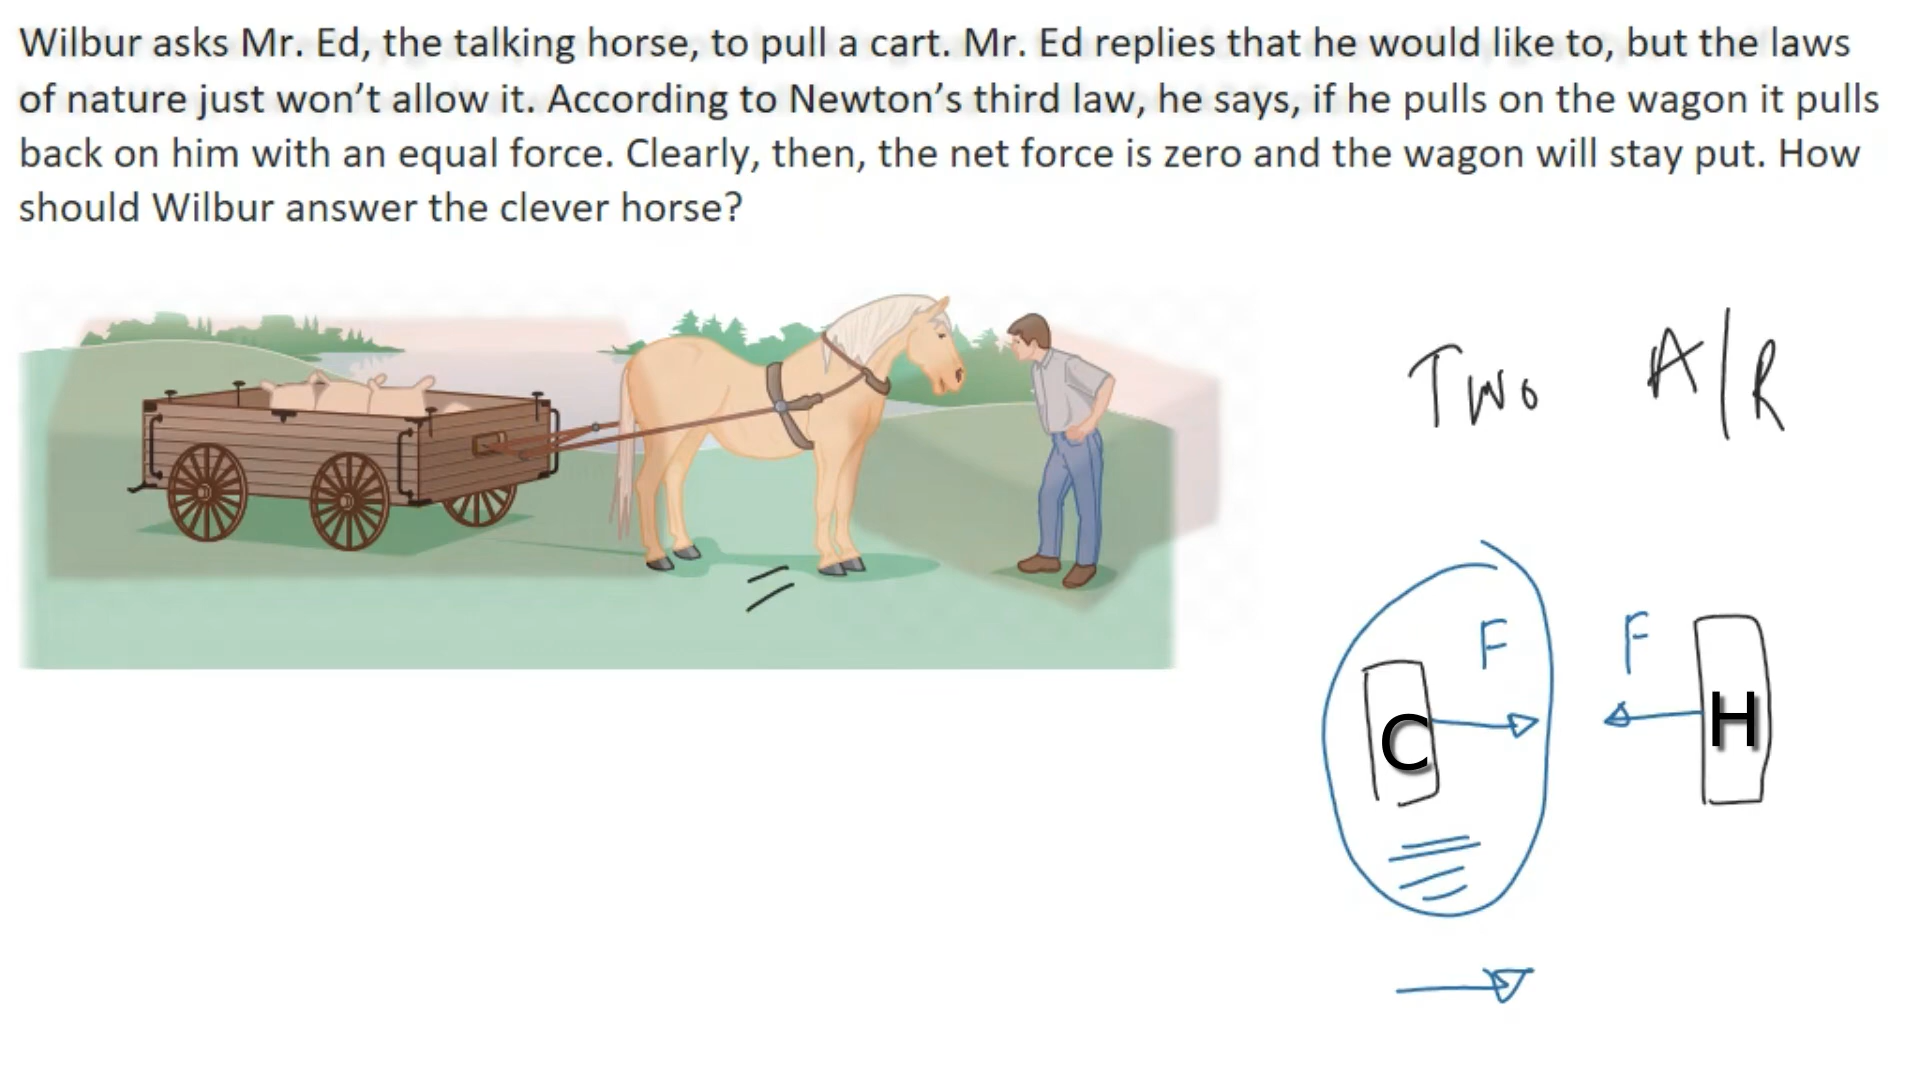 Wilbur asks Mr. Ed, the talking horse, to pull a cart. Mr. Ed replies that he would like to, but the laws
of nature just won’t allow it. According to Newton’s third law, he says, if he pulls on the wagon it pulls
back on him with an equal force. Clearly, then, the net force is zero and the wagon will stay put. How
should Wilbur answer the clever horse?
Two A/R
F F
C H